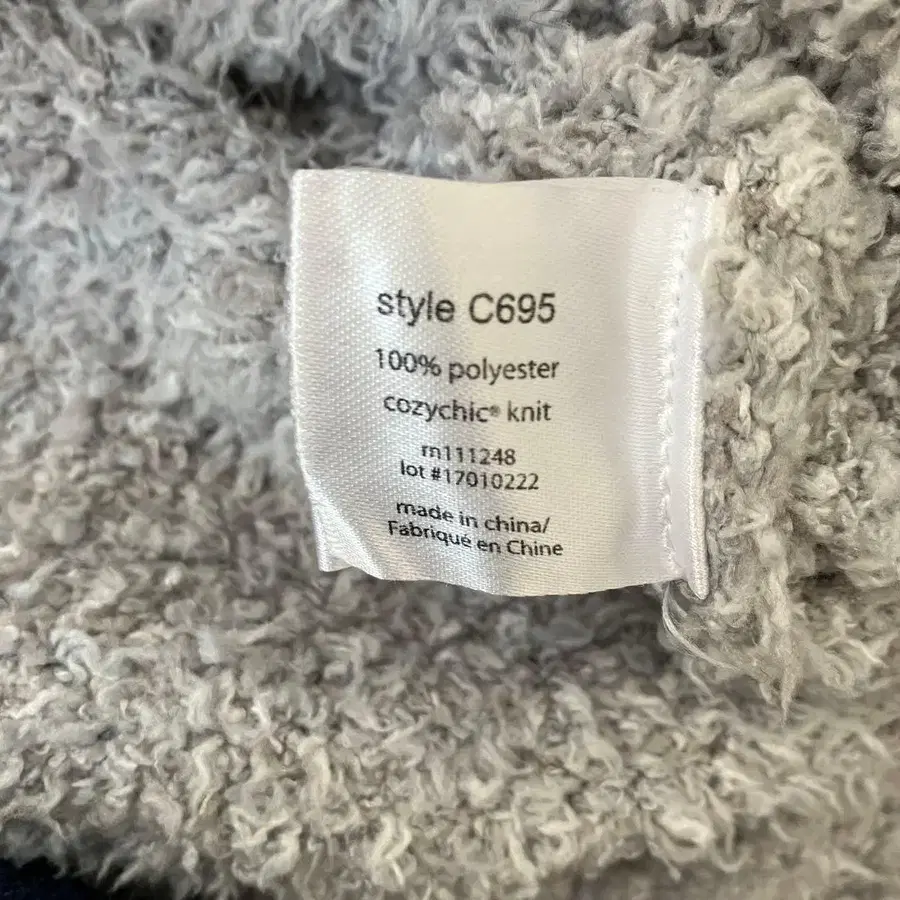 style C695
100% polyester
cozychic® knit
rn111248
lot #17010222
made in china/
Fabriqué en Chine